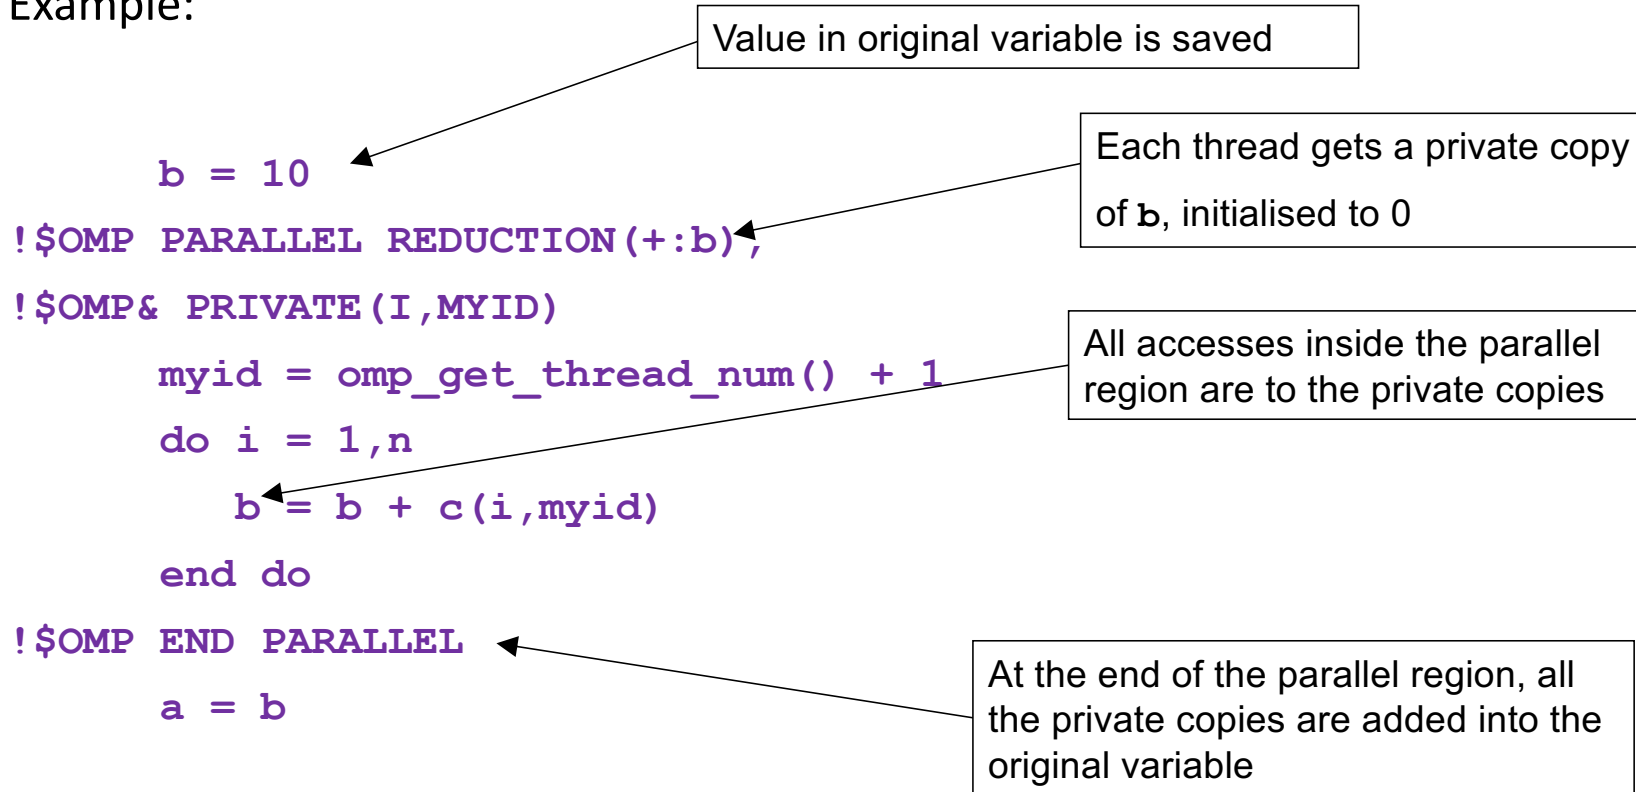 Example:
Value in original variable is saved
b = 10
Each thread gets a private copy
of b, initialised to 0
!$OMP PARALLEL REDUCTION(+:b),
!$OMP& PRIVATE(I,MYID)
All accesses inside the parallel
region are to the private copies
myid = omp_get_thread_num() + 1
do i = 1,n
b = b + c(i,myid)
end do
!$OMP END PARALLEL
At the end of the parallel region, all
the private copies are added into the
original variable
a = b